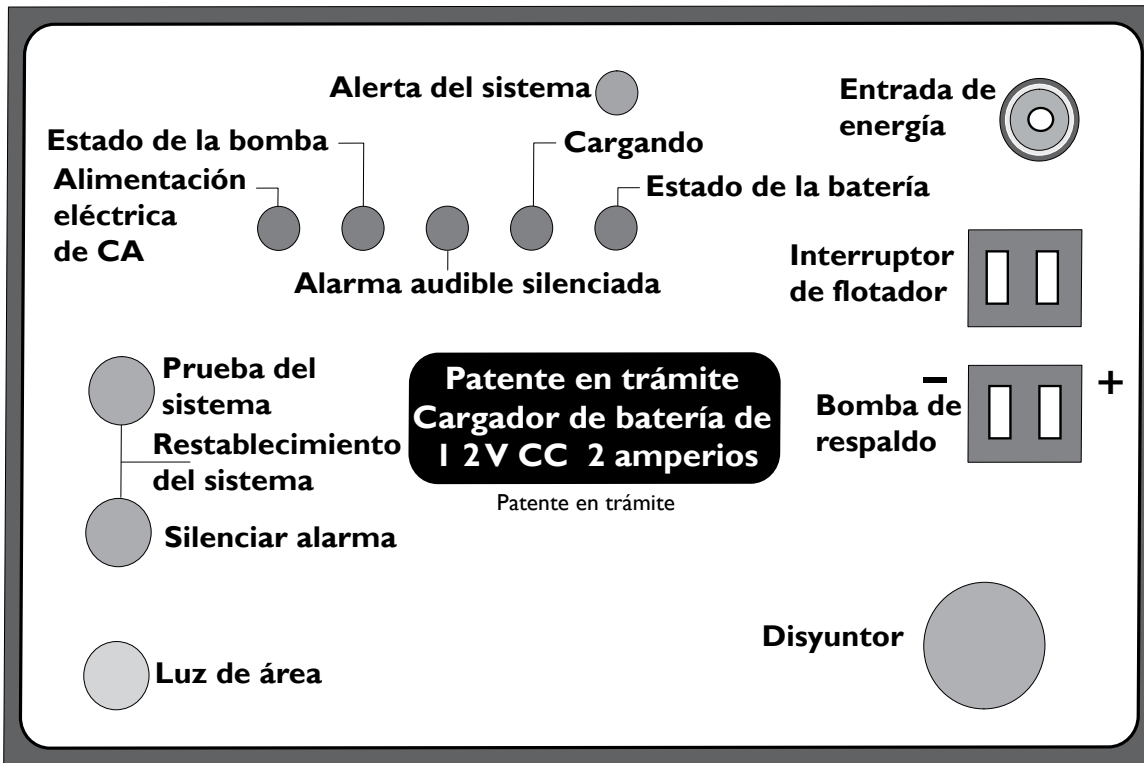 Alerta del sistema
Entrada de
energía
Estado de la bomba
Cargando
Alimentación
eléctrica
de CA
Estado de la batería
Alarma audible silenciada
Interruptor
de flotador
Prueba del
sistema
Restablecimiento
del sistema
Silenciar alarma
Patente en trámite
Cargador de batería de
1 2V CC 2 amperios
Patente en trámite
- +
Bomba de
respaldo
Disyuntor
Luz de área